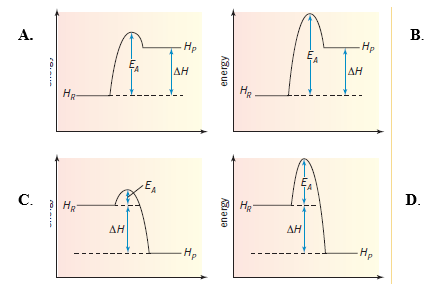 A.
B.
C.
D.
H_P
E_A
ΔH
H_R
energy
H_P
E_A
ΔH
H_R
E_A
H_R
ΔH
H_P
energy
E_A
H_R
ΔH
H_P